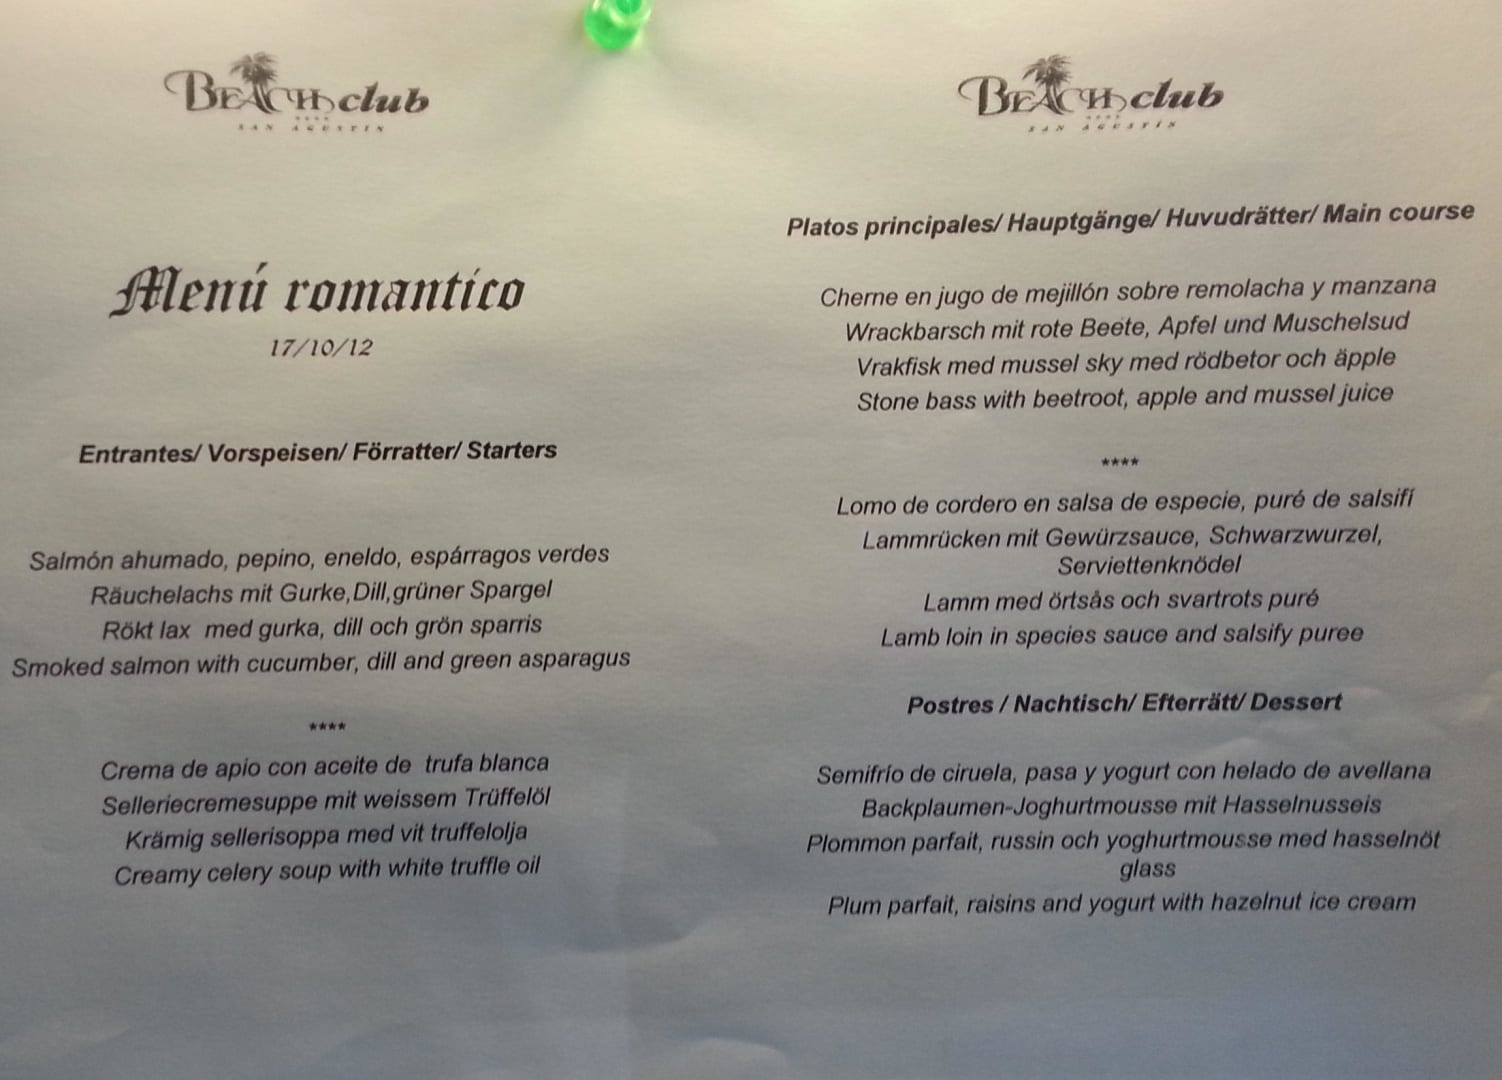 BEACH club
****
SAN AGUSTÍN
Menú romantíco
17/10/12
Entrantes/ Vorspeisen/ Förratter/ Starters
Salmón ahumado, pepino, eneldo, espárragos verdes
Räuchelachs mit Gurke,Dill,grüner Spargel
Rökt lax med gurka, dill och grön sparris
Smoked salmon with cucumber, dill and green asparagus
****
Crema de apio con aceite de trufa blanca
Selleriecremesuppe mit weissem Trüffelöl
Krämig sellerisoppa med vit truffelolja
Creamy celery soup with white truffle oil
BEACH club
****
SAN AGUSTÍN
Platos principales/ Hauptgänge/ Huvudrätter/ Main course
Cherne en jugo de mejillón sobre remolacha y manzana
Wrackbarsch mit rote Beete, Apfel und Muschelsud
Vrakfisk med mussel sky med rödbetor och äpple
Stone bass with beetroot, apple and mussel juice
****
Lomo de cordero en salsa de especie, puré de salsifí
Lammrücken mit Gewürzsauce, Schwarzwurzel,
Serviettenknödel
Lamm med örtsås och svartrots puré
Lamb loin in species sauce and salsify puree
Postres / Nachtisch/ Efterrätt/ Dessert
Semifrío de ciruela, pasa y yogurt con helado de avellana
Backplaumen-Joghurtmousse mit Hasselnusseis
Plommon parfait, russin och yoghurtmousse med hasselnöt
glass
Plum parfait, raisins and yogurt with hazelnut ice cream